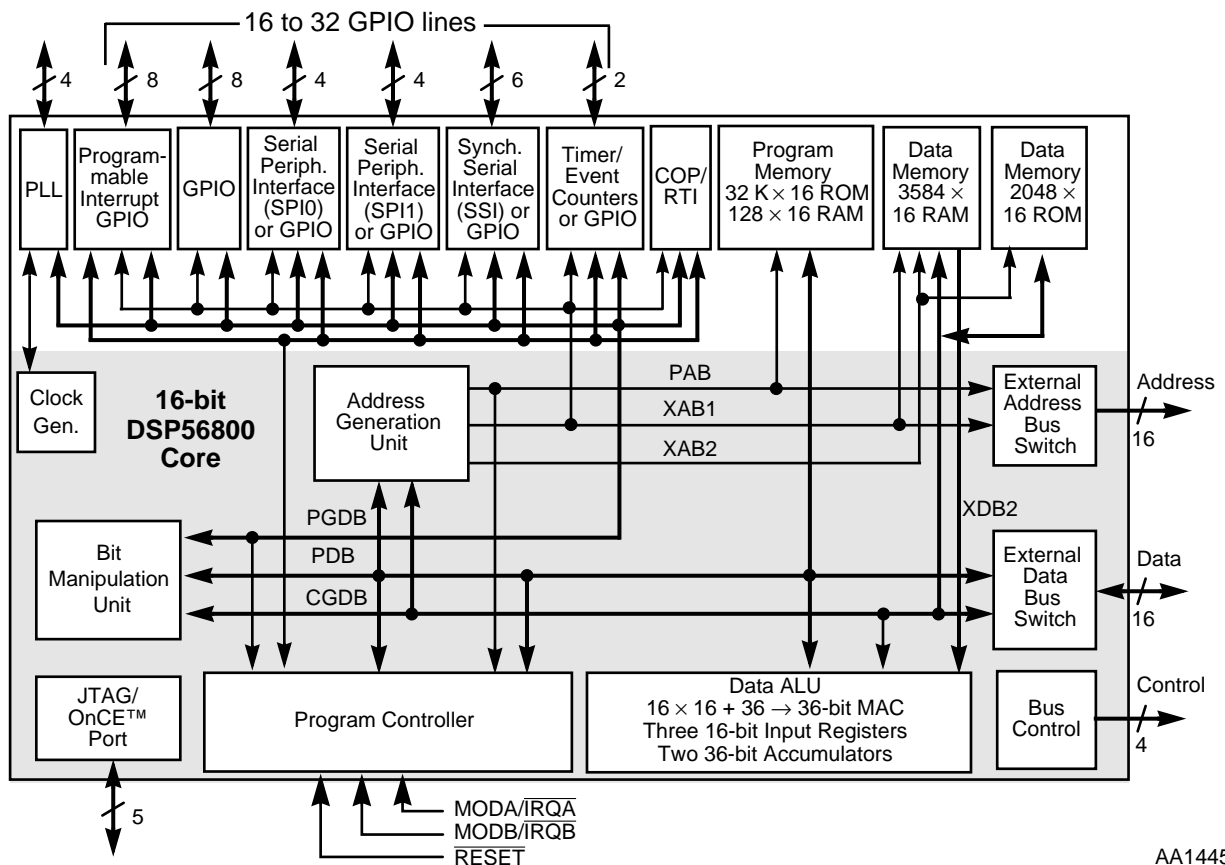 16 to 32 GPIO lines
4
8
8
4
4
6
2
PLL
Program-
mable
Interrupt
GPIO
GPIO
Serial
Periph.
Interface
(SPI0)
or GPIO
Serial
Periph.
Interface
(SPI1)
or GPIO
Synch.
Serial
Interface
(SSI) or
GPIO
Timer/
Event
Counters
or GPIO
COP/
RTI
Program
Memory
32 K × 16 ROM
128 × 16 RAM
Data
Memory
3584 ×
16 RAM
Data
Memory
2048 ×
16 ROM
Clock
Gen.
16-bit
DSP56800
Core
Address
Generation
Unit
PAB
XAB1
XAB2
External
Address
Bus
Switch
Address
16
PGDB
PDB
CGDB
XDB2
Bit
Manipulation
Unit
External
Data
Bus
Switch
Data
16
JTAG/
OnCE™
Port
5
Program Controller
Data ALU
16 × 16 + 36 → 36-bit MAC
Three 16-bit Input Registers
Two 36-bit Accumulators
Bus
Control
Control
4
MODA/IRQA
MODB/IRQB
RESET
AA1445